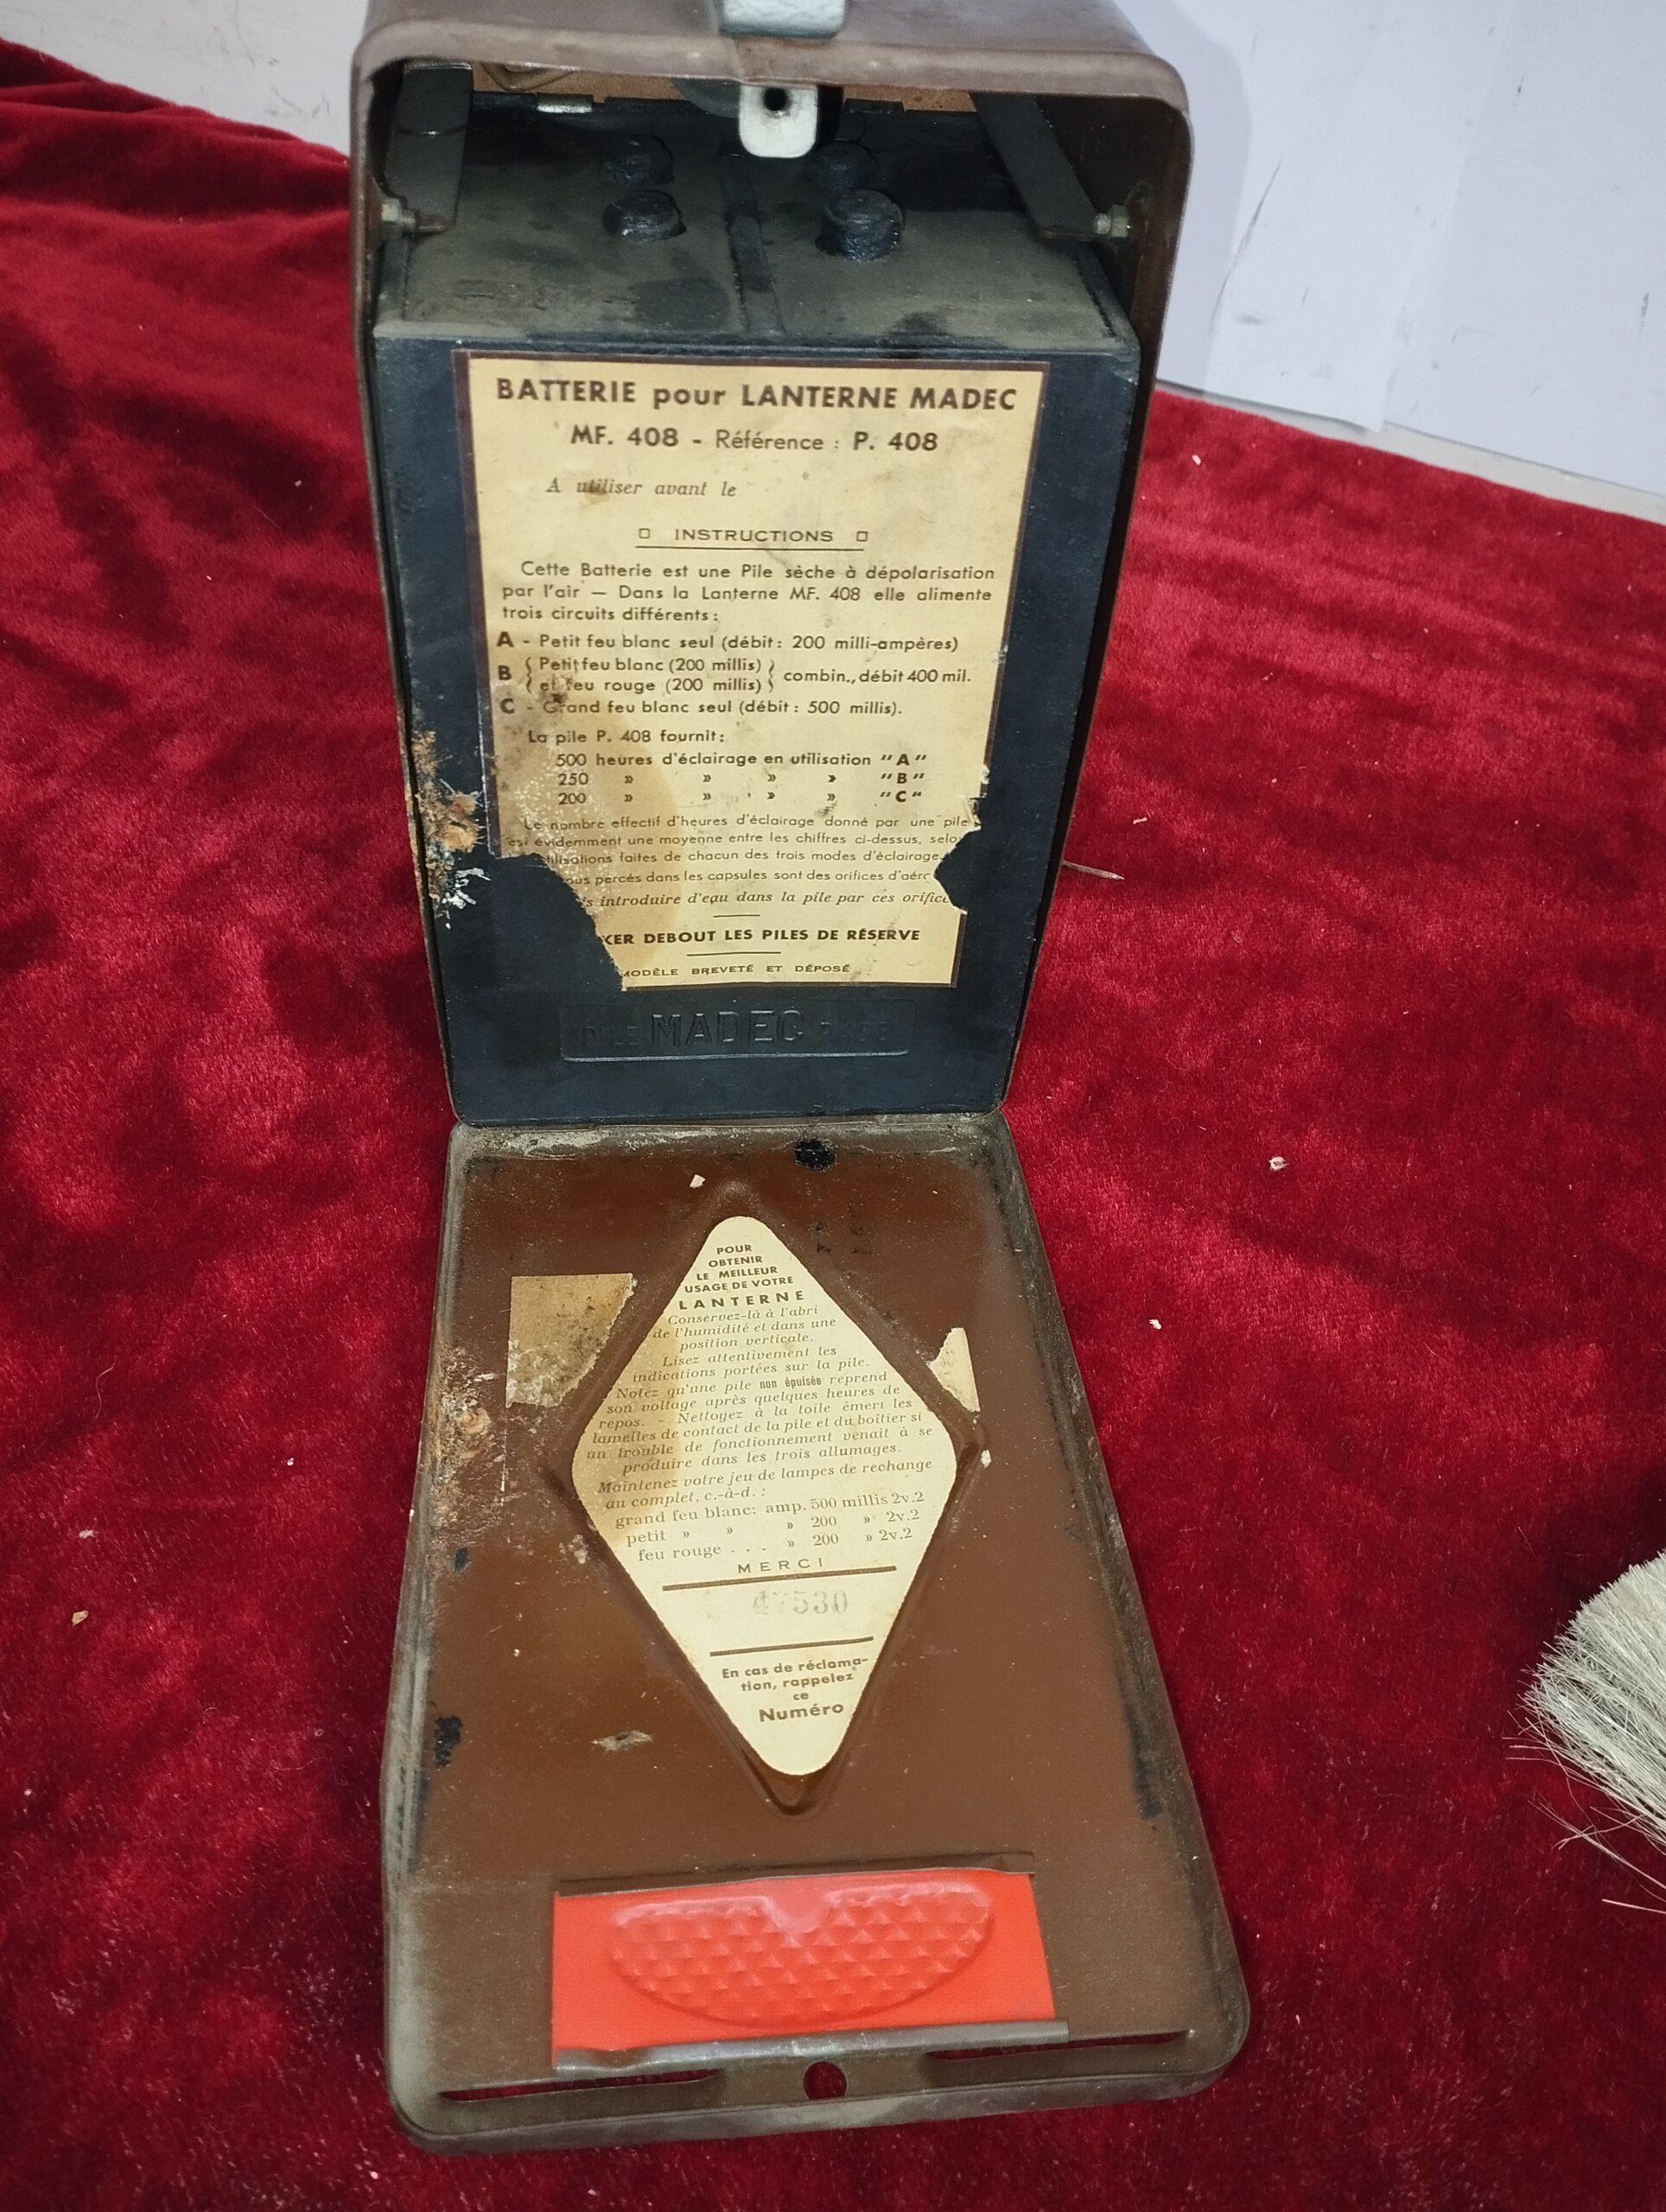 BATTERIE pour LANTERNE MADEC
MF. 408 - Référence : P. 408
A utiliser avant le
INSTRUCTIONS
Cette Batterie est une Pile sèche à dépolarisation
par l'air — Dans la Lanterne MF. 408 elle alimente
trois circuits différents :
A - Petit feu blanc seul (débit : 200 milli-ampères)
B { Petit feu blanc (200 millis) } combin., débit 400 mil.
et feu rouge (200 millis)
C - Grand feu blanc seul (débit : 500 millis).
La pile P. 408 fournit :
500 heures d'éclairage en utilisation "A"
250 » » » » "B"
200 » » » » "C"
Le nombre effectif d'heures d'éclairage donné par une pile
est évidemment une moyenne entre les chiffres ci-dessus, selo
tilisations faites de chacun des trois modes d'éclairage
ous percés dans les capsules sont des orifices d'aér
s introduire d'eau dans la pile par ces orific
KER DEBOUT LES PILES DE RÉSERVE
MODÈLE BREVETÉ ET DÉPOSÉ
PILE MADEC
POUR
OBTENIR
LE MEILLEUR
USAGE DE VOTRE
LANTERNE
Conservez-là à l'abri
de l'humidité et dans une
position verticale.
Lisez attentivement les
indications portées sur la pile.
Notez qu'une pile non épuisée reprend
son voltage après quelques heures de
repos. - Nettoyez à la toile émeri les
lamelles de contact de la pile et du boîtier si
un trouble de fonctionnement venait à se
produire dans les trois allumages.
Maintenez votre jeu de lampes de rechange
au complet, c.-à-d. :
grand feu blanc: amp. 500 millis 2v.2
petit » » » 200 » 2v.2
feu rouge . . . » 200 » 2v.2
MERCI
47530
En cas de réclama-
tion, rappelez
ce
Numéro